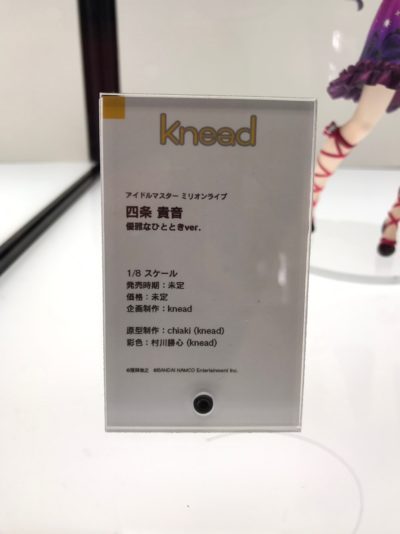 knead
アイドルマスター ミリオンライブ
四条 貴音
優雅なひとときver.
1/8 スケール
発売時期：未定
価格：未定
企画制作：knead
原型制作：chiaki (knead)
彩色：村川勝心 (knead)
©BANDAI NAMCO Entertainment Inc.